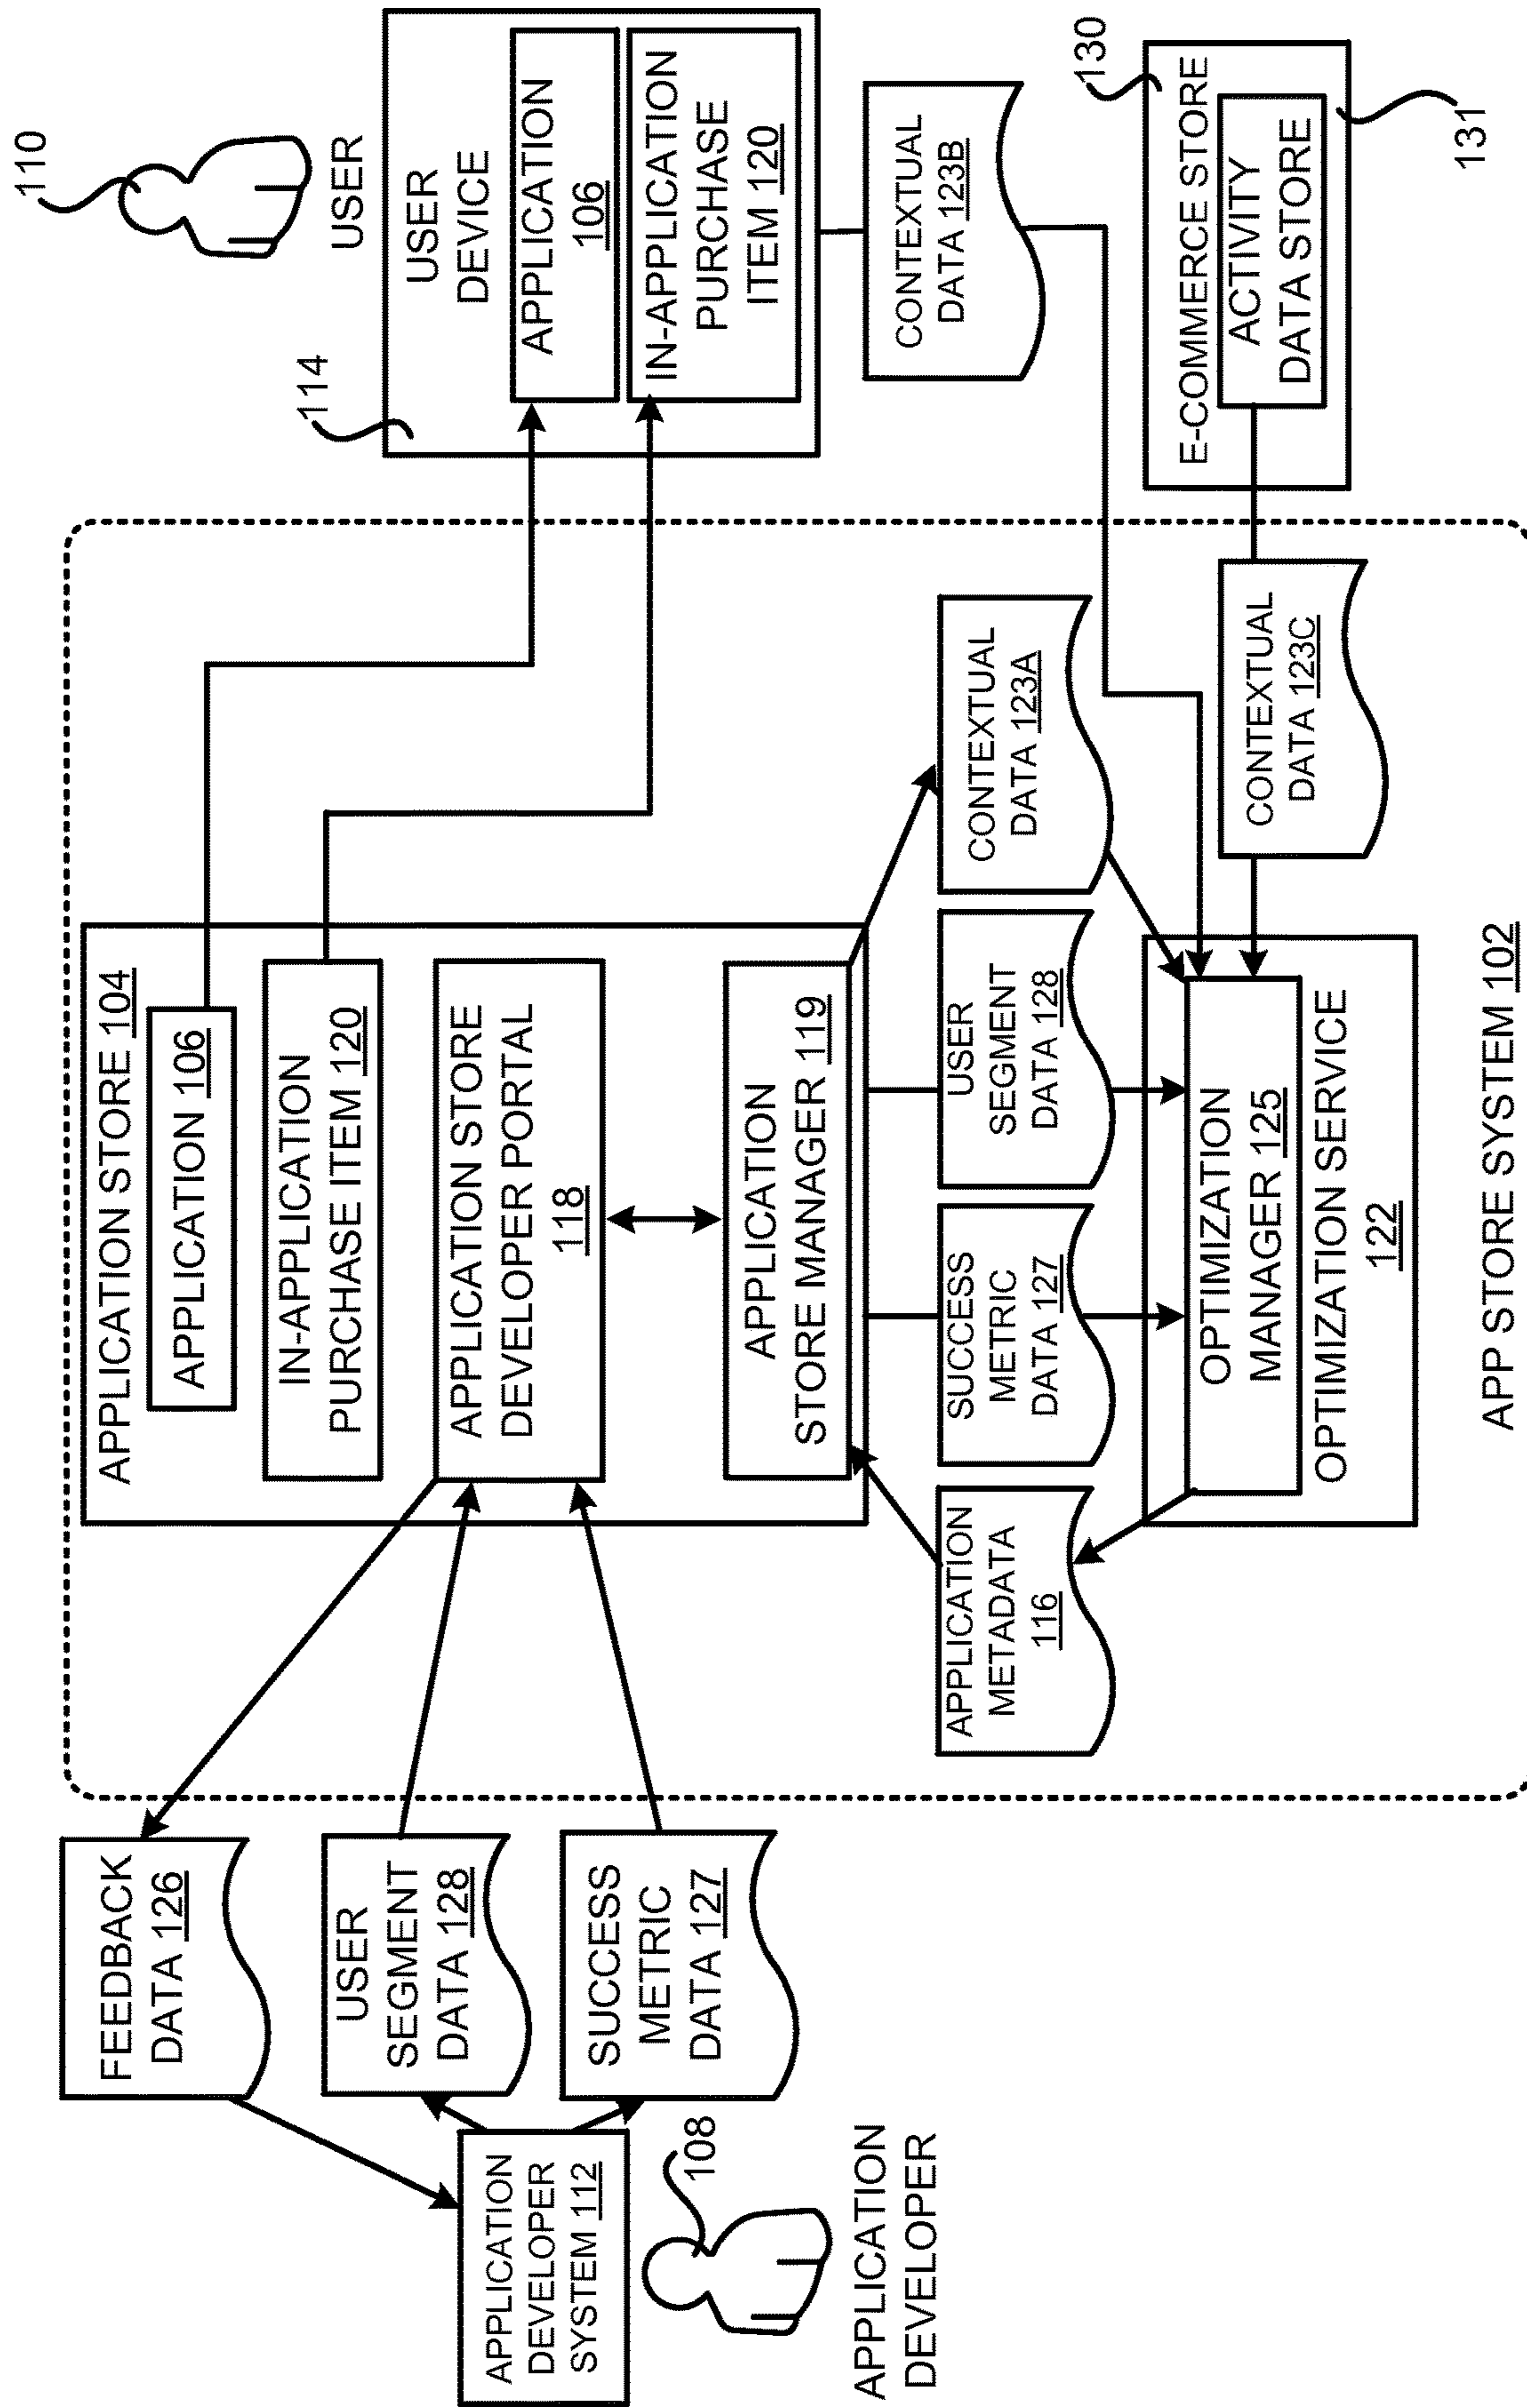 FEEDBACK
DATA 126
USER
SEGMENT
DATA 128
SUCCESS
METRIC
DATA 127
APPLICATION
DEVELOPER
SYSTEM 112
108
APPLICATION
DEVELOPER
APPLICATION STORE 104
APPLICATION 106
IN-APPLICATION
PURCHASE ITEM 120
APPLICATION STORE
DEVELOPER PORTAL
118
APPLICATION
STORE MANAGER 119
APPLICATION
METADATA
116
SUCCESS
METRIC
DATA 127
USER
SEGMENT
DATA 128
CONTEXTUAL
DATA 123A
OPTIMIZATION
MANAGER 125
OPTIMIZATION SERVICE
122
CONTEXTUAL
DATA 123C
APP STORE SYSTEM 102
110
USER
114
USER
DEVICE
APPLICATION
106
IN-APPLICATION
PURCHASE
ITEM 120
CONTEXTUAL
DATA 123B
130
E-COMMERCE STORE
ACTIVITY
DATA STORE
131